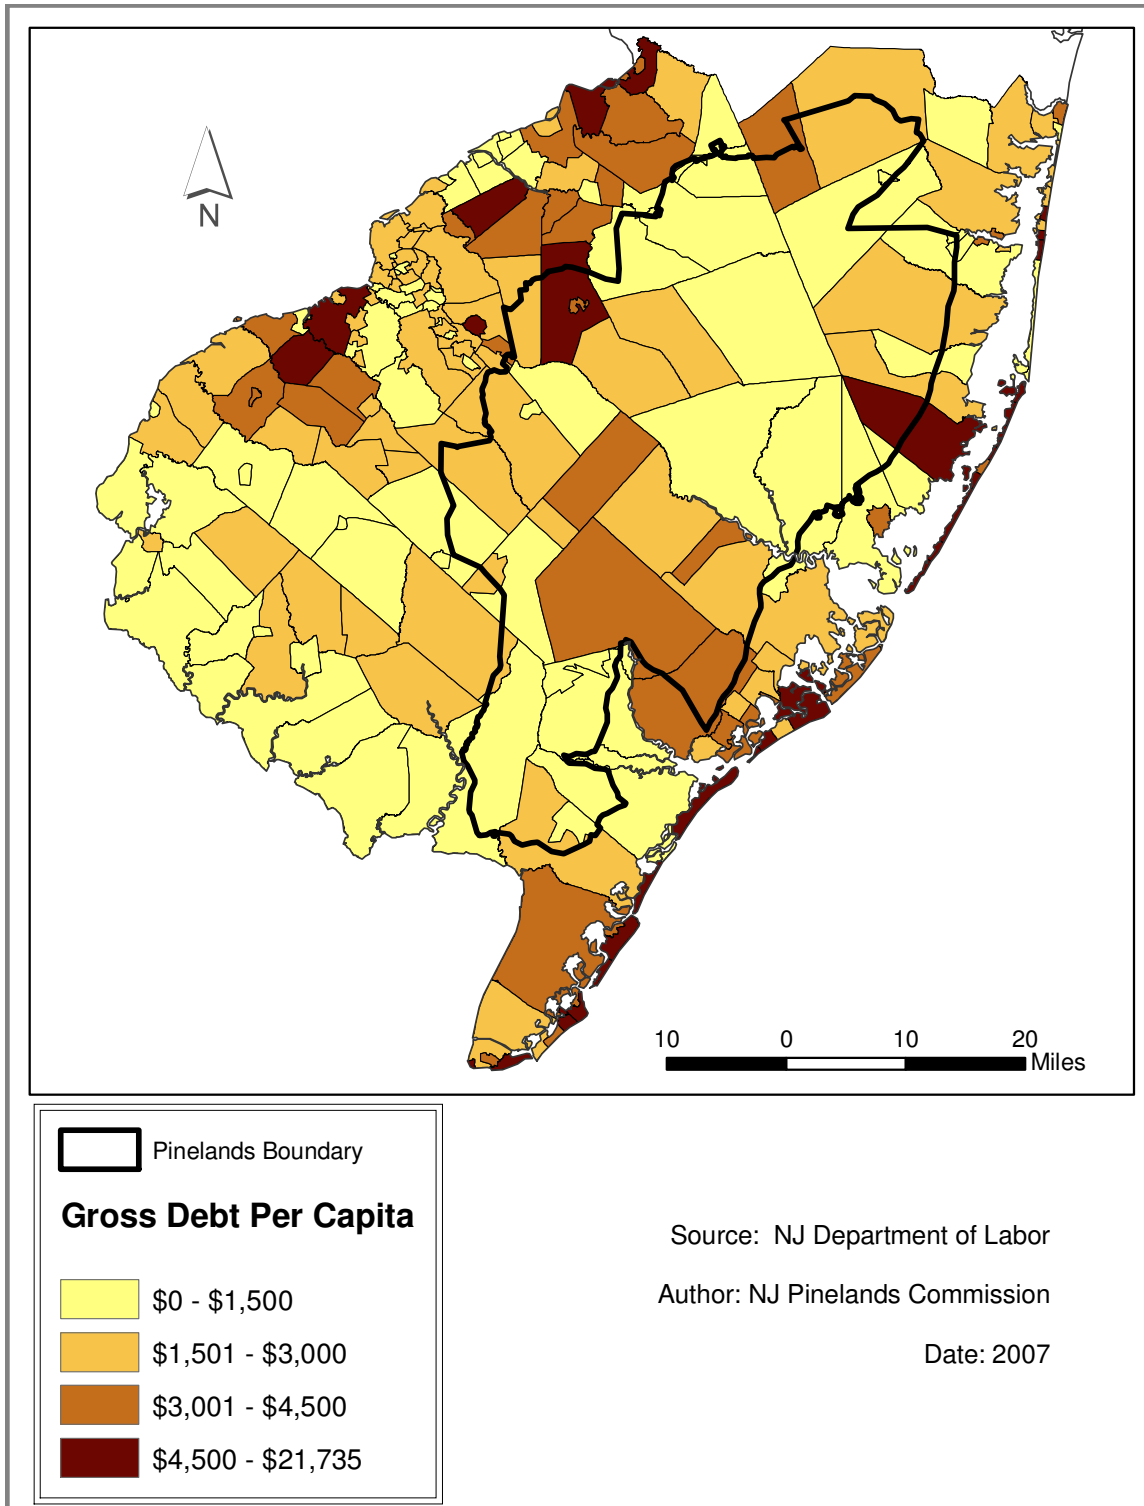 N
10 0 10 20
Miles
Pinelands Boundary
Gross Debt Per Capita
$0 - $1,500
$1,501 - $3,000
$3,001 - $4,500
$4,500 - $21,735
Source: NJ Department of Labor
Author: NJ Pinelands Commission
Date: 2007